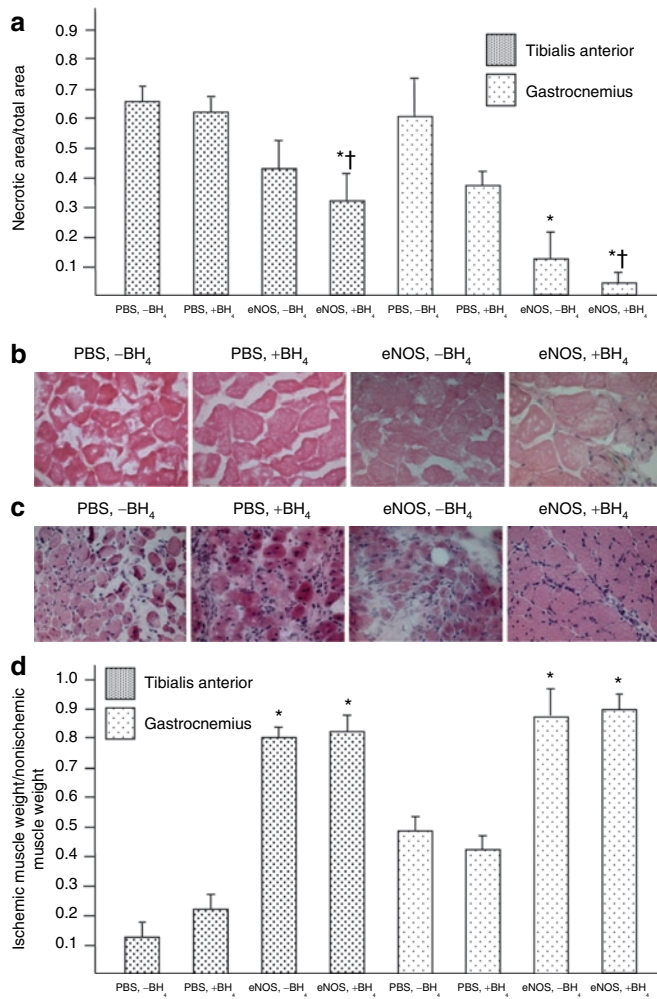 a
Necrotic area/total area
0.9
0.8
0.7
0.6
0.5
0.4
0.3
0.2
0.1
Tibialis anterior
Gastrocnemius
*†
*
*†
PBS, −BH₄ PBS, +BH₄ eNOS, −BH₄ eNOS, +BH₄ PBS, −BH₄ PBS, +BH₄ eNOS, −BH₄ eNOS, +BH₄
b
PBS, −BH₄ PBS, +BH₄ eNOS, −BH₄ eNOS, +BH₄
c
PBS, −BH₄ PBS, +BH₄ eNOS, −BH₄ eNOS, +BH₄
d
Ischemic muscle weight/nonischemic
muscle weight
1.0
0.9
0.8
0.7
0.6
0.5
0.4
0.3
0.2
0.1
Tibialis anterior
Gastrocnemius
*
*
*
*
PBS, −BH₄ PBS, +BH₄ eNOS, −BH₄ eNOS, +BH₄ PBS, −BH₄ PBS, +BH₄ eNOS, −BH₄ eNOS, +BH₄